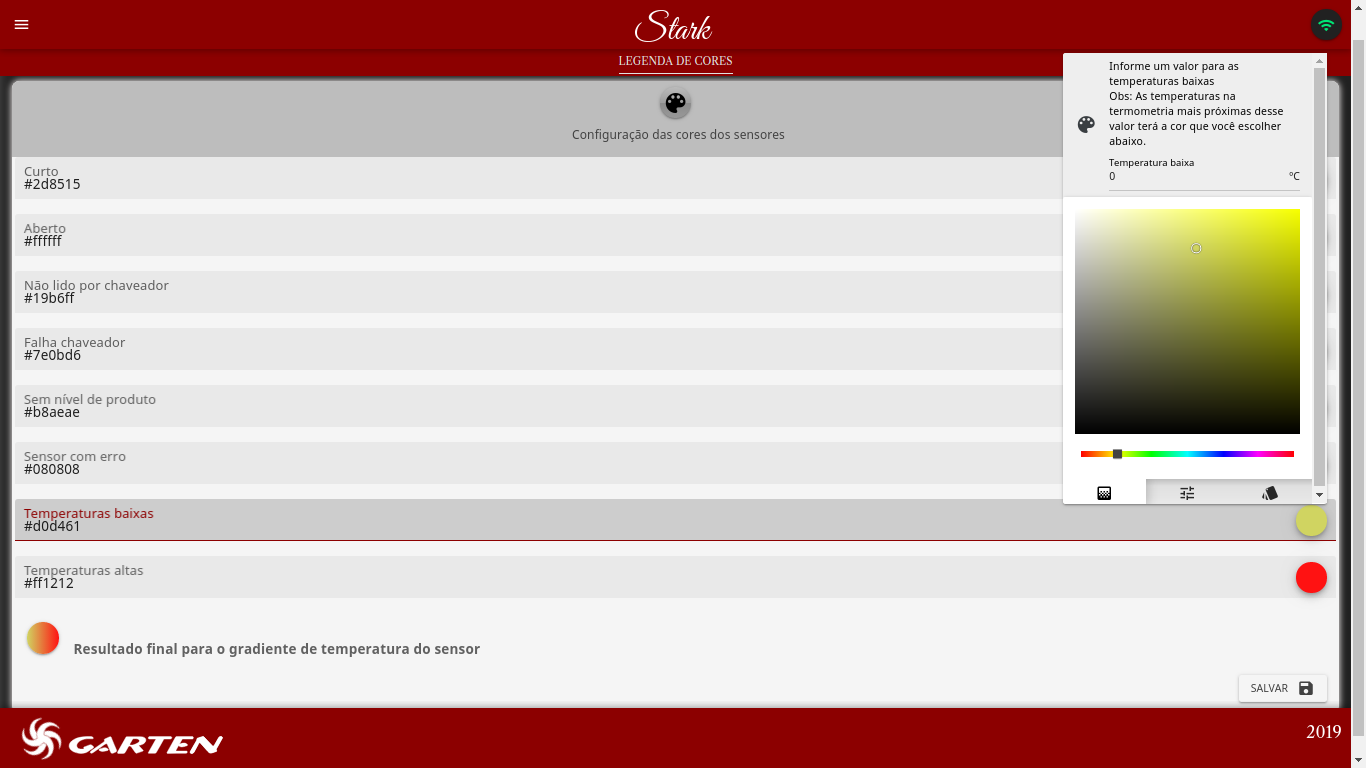 Stark
LEGENDA DE CORES
Configuração das cores dos sensores
Informe um valor para as
temperaturas baixas
Obs: As temperaturas na
termometria mais próximas desse
valor terá a cor que você escolher
abaixo.
Temperatura baixa
0 ºC
Curto
#2d8515
Aberto
#ffffff
Não lido por chaveador
#19b6ff
Falha chaveador
#7e0bd6
Sem nível de produto
#b8aeae
Sensor com erro
#080808
Temperaturas baixas
#d0d461
Temperaturas altas
#ff1212
Resultado final para o gradiente de temperatura do sensor
SALVAR
GARTEN
2019